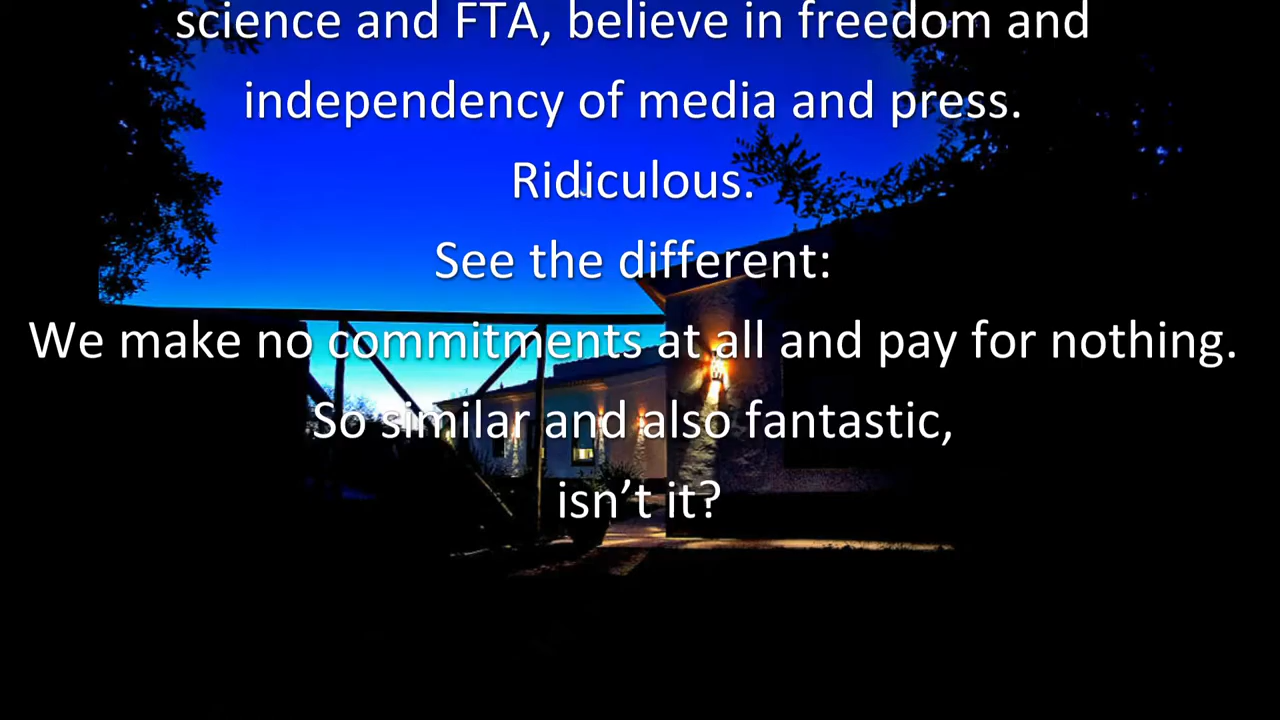 science and FTA, believe in freedom and
independency of media and press.
Ridiculous.
See the different:
We make no commitments at all and pay for nothing.
So similar and also fantastic,
isn’t it?